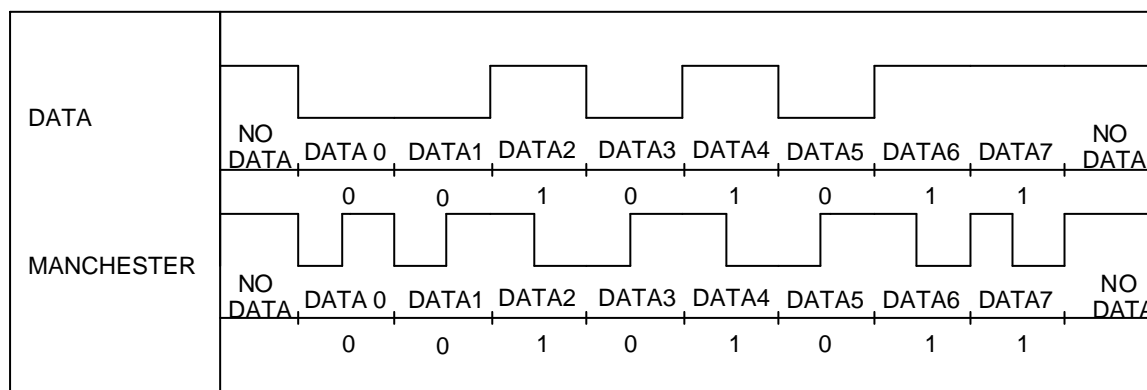 DATA
NO DATA
DATA 0 DATA1 DATA2 DATA3 DATA4 DATA5 DATA6 DATA7
NO DATA
0 0 1 0 1 0 1 1
MANCHESTER
NO DATA
DATA 0 DATA1 DATA2 DATA3 DATA4 DATA5 DATA6 DATA7
NO DATA
0 0 1 0 1 0 1 1